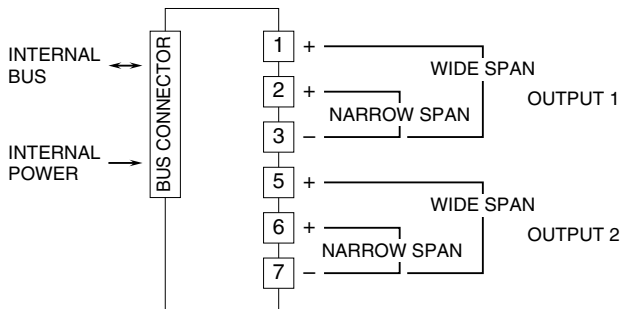 INTERNAL
BUS
INTERNAL
POWER
BUS CONNECTOR
1 +
WIDE SPAN
2 +
NARROW SPAN
3 –
OUTPUT 1
5 +
WIDE SPAN
6 +
NARROW SPAN
7 –
OUTPUT 2